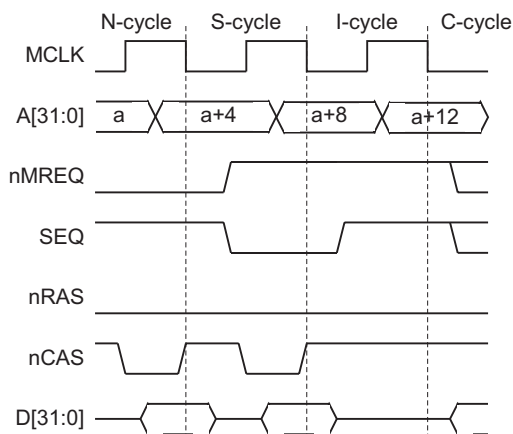 N-cycle S-cycle I-cycle C-cycle
MCLK
A[31:0] a a+4 a+8 a+12
nMREQ
SEQ
nRAS
nCAS
D[31:0]